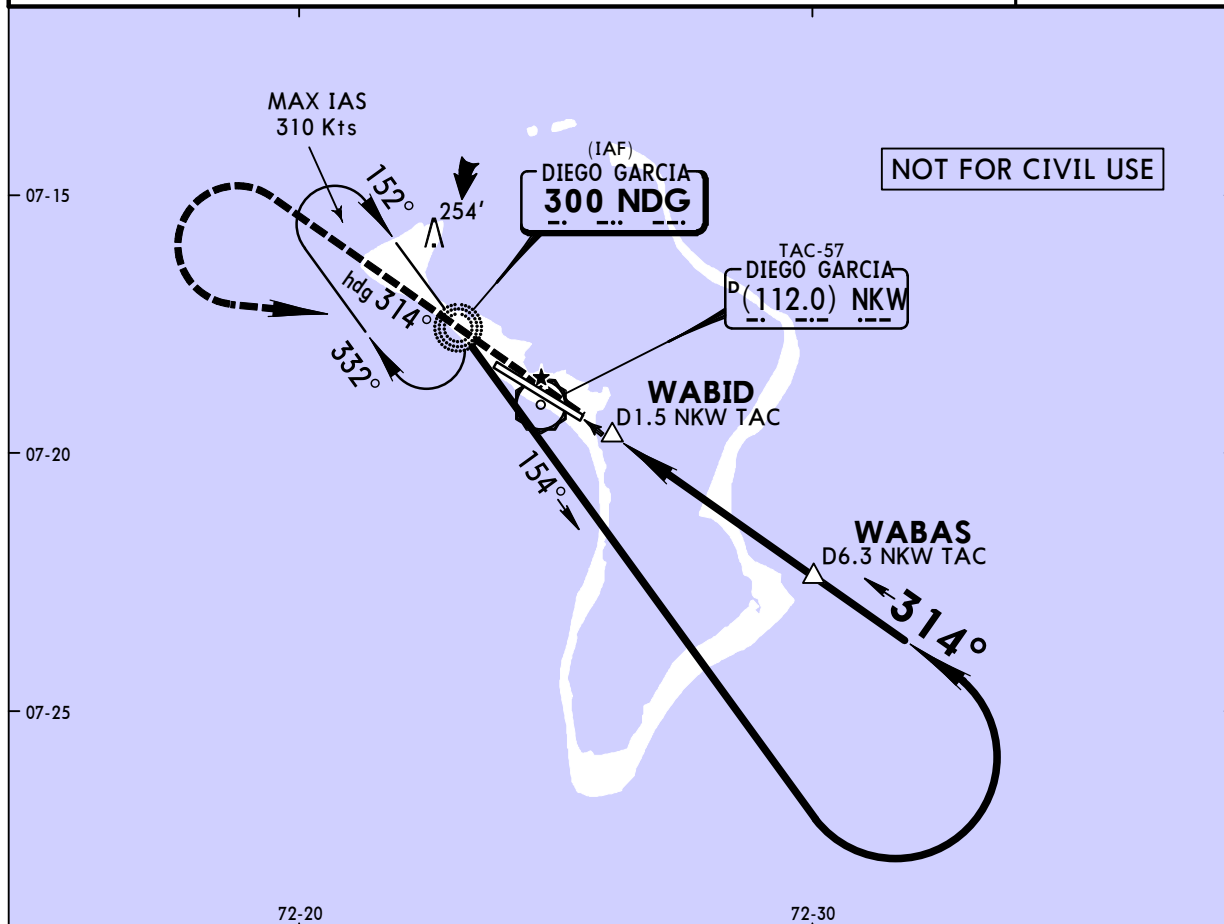 MAX IAS
310 Kts
(IAF)
DIEGO GARCIA
300 NDG
NOT FOR CIVIL USE
07-15
152°
254'
TAC-57
DIEGO GARCIA
D (112.0) NKW
hdg 314°
332°
WABID
D1.5 NKW TAC
07-20
154°
WABAS
D6.3 NKW TAC
314°
07-25
72-20
72-30